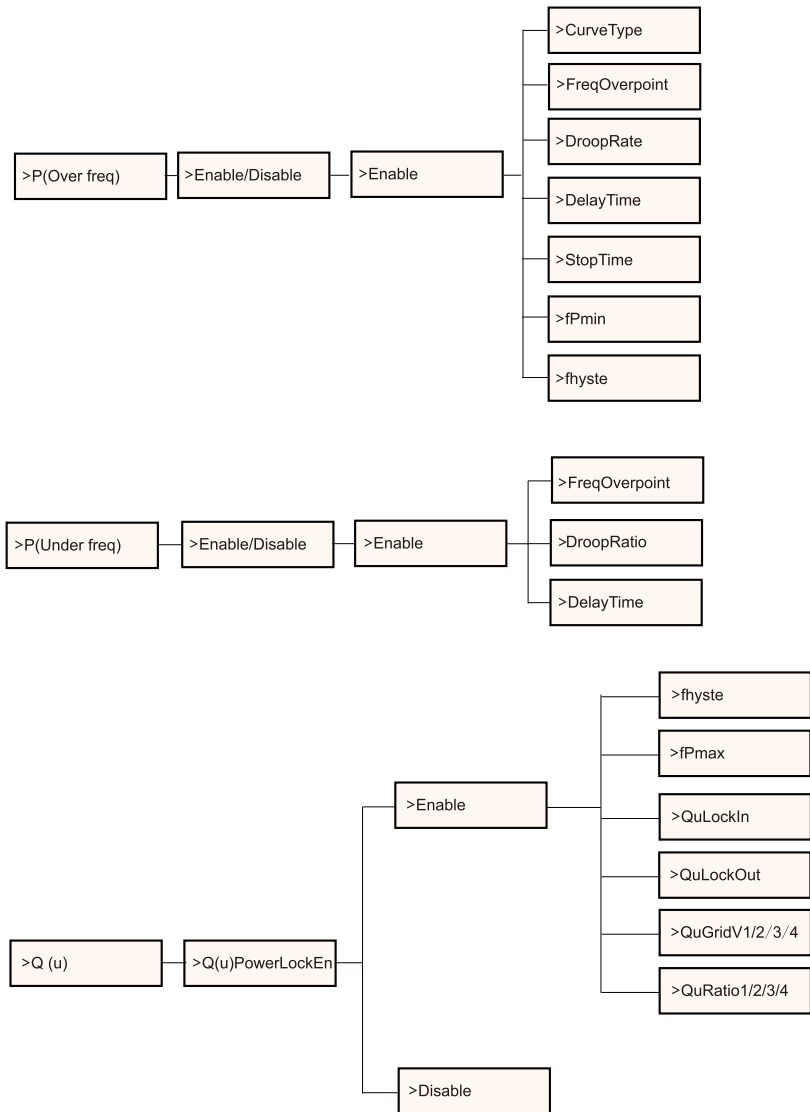 >CurveType
>FreqOverpoint
>DroopRate
>P(Over freq)
>Enable/Disable
>Enable
>DelayTime
>StopTime
>fPmin
>fhyste
>FreqOverpoint
>P(Under freq)
>Enable/Disable
>Enable
>DroopRatio
>DelayTime
>fhyste
>fPmax
>Enable
>QuLockIn
>QuLockOut
>QuGridV1/2/3/4
>Q (u)
>Q(u)PowerLockEn
>QuRatio1/2/3/4
>Disable